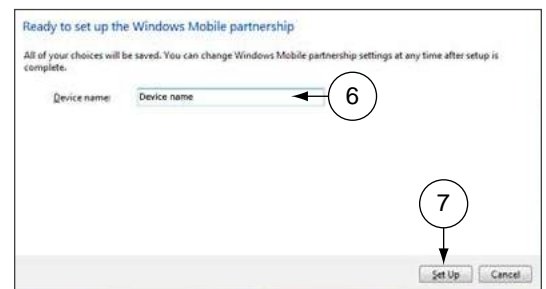 Ready to set up the Windows Mobile partnership
All of your choices will be saved. You can change Windows Mobile partnership settings at any time after setup is
complete.
Device name: Device name
6
7
Set Up Cancel